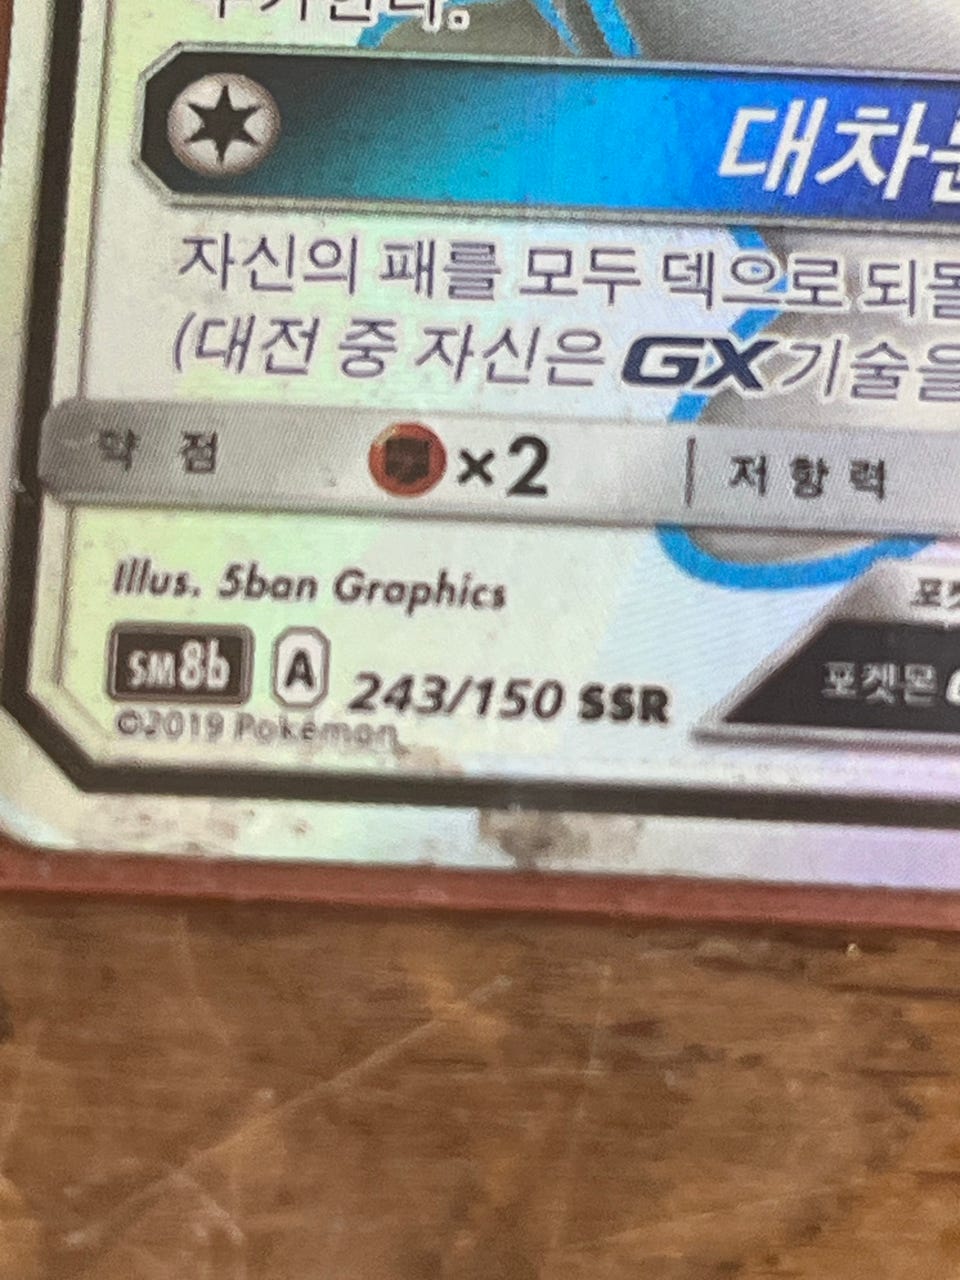 대차
자신의 패를 모두 덱으로 되돌
(대전 중 자신은 GX 기술을
약 점 ×2 저 항 력
Illus. 5ban Graphics
포켓
SM8b A 243/150 SSR 포켓몬
©2019 Pokémon